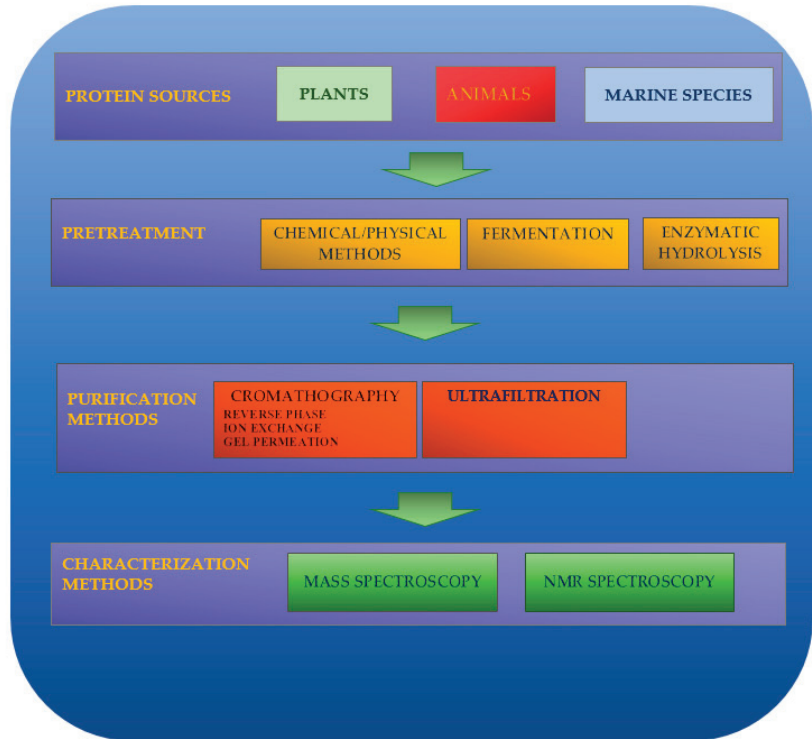 PROTEIN SOURCES
PLANTS
ANIMALS
MARINE SPECIES
PRETREATMENT
CHEMICAL/PHYSICAL
METHODS
FERMENTATION
ENZYMATIC
HYDROLYSIS
PURIFICATION
METHODS
CROMATHOGRAPHY
REVERSE PHASE
ION EXCHANGE
GEL PERMEATION
ULTRAFILTRATION
CHARACTERIZATION
METHODS
MASS SPECTROSCOPY
NMR SPECTROSCOPY